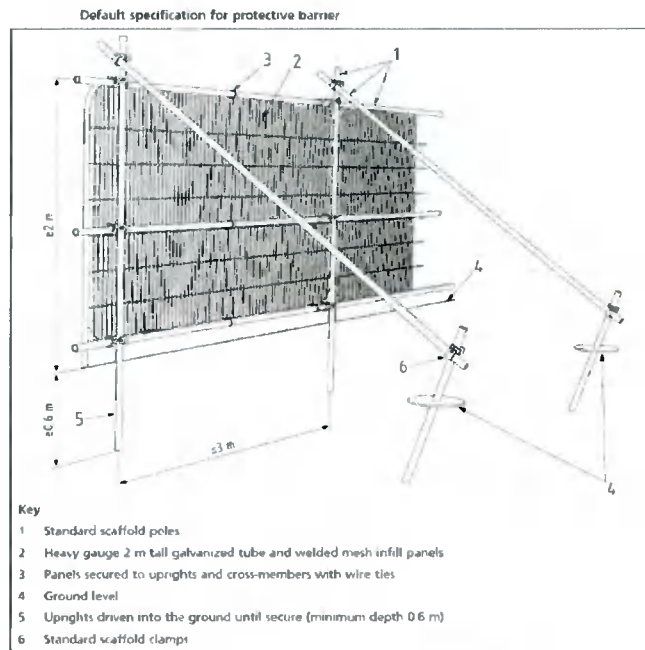 Default specification for protective barrier
1
3
2
≥2 m
4
6
5
≥0.6 m
≤3 m
4
Key
1 Standard scaffold poles
2 Heavy gauge 2 m tall galvanized tube and welded mesh infill panels
3 Panels secured to uprights and cross-members with wire ties
4 Ground level
5 Uprights driven into the ground until secure (minimum depth 0.6 m)
6 Standard scaffold clamps